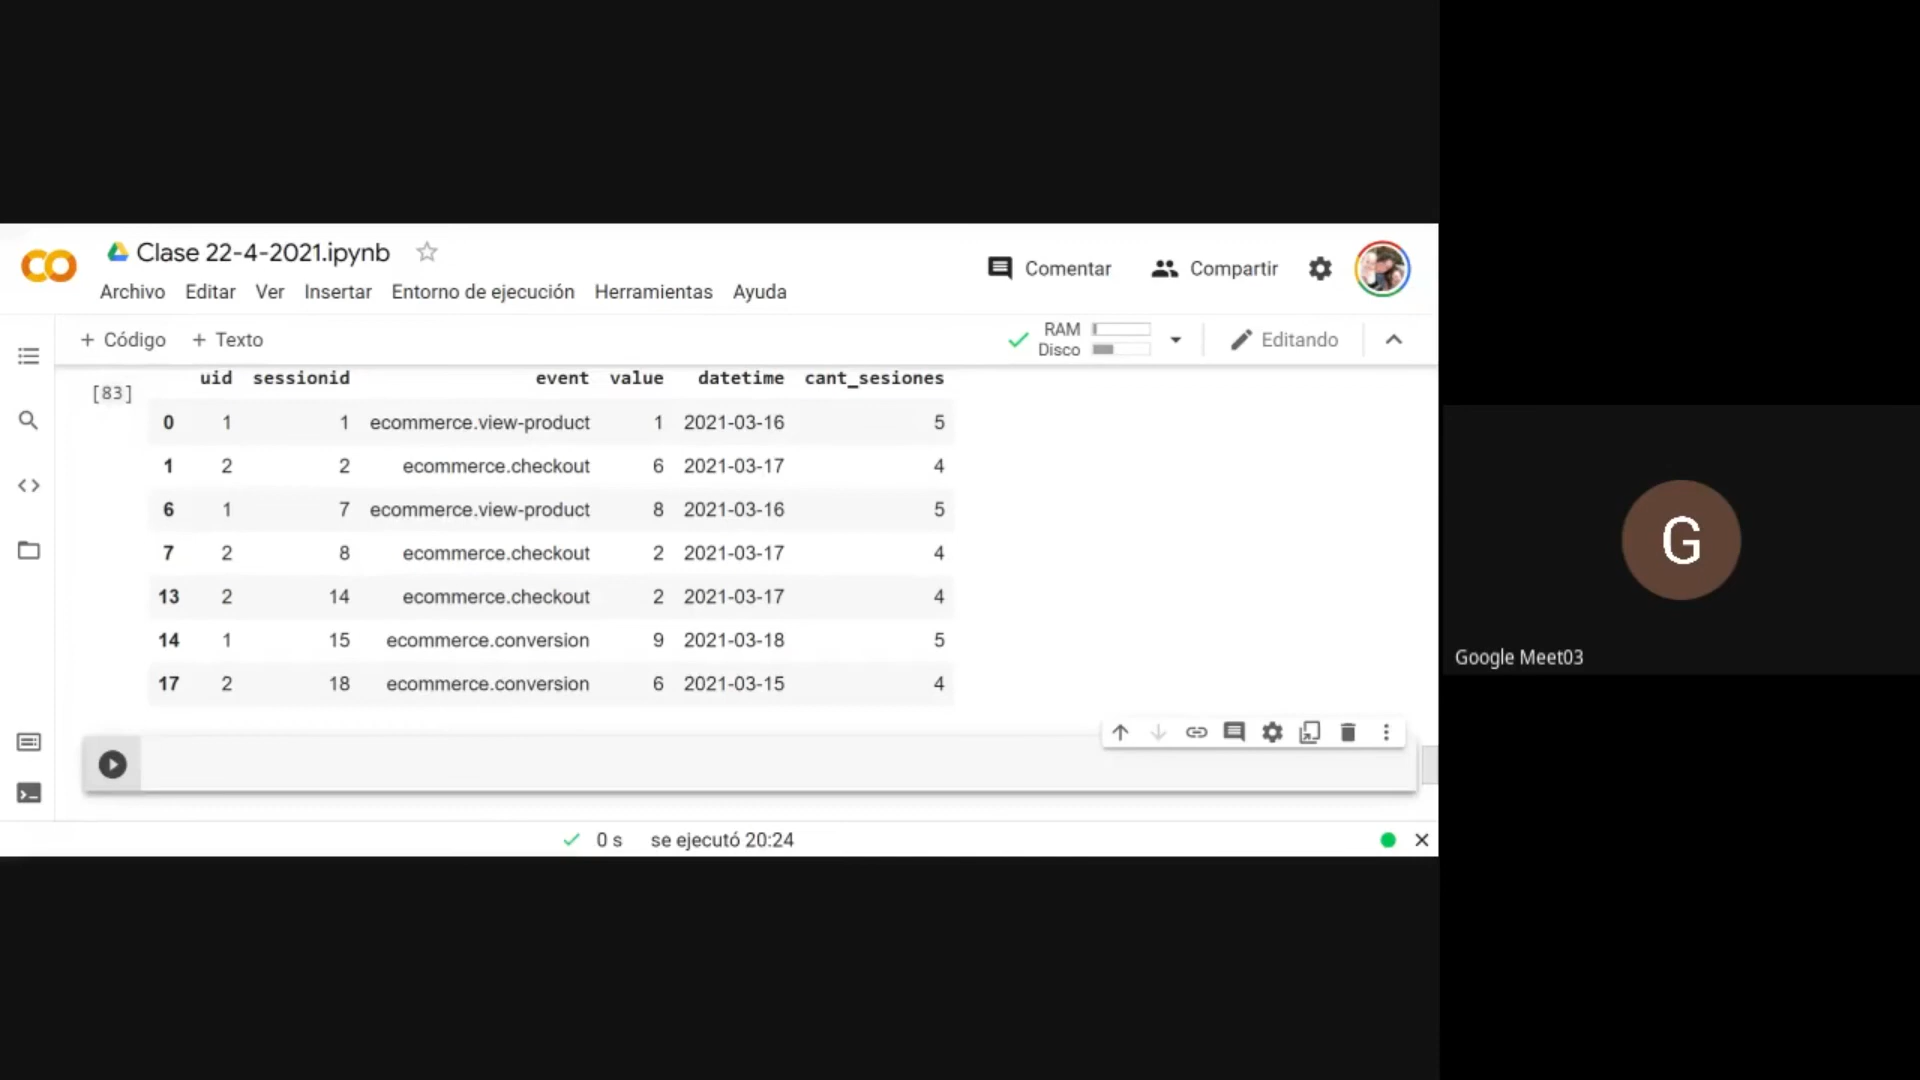 Clase 22-4-2021.ipynb
Comentar
Compartir
Archivo Editar Ver Insertar Entorno de ejecución Herramientas Ayuda
+ Código + Texto
RAM
Disco
Editando
[83]
uid sessionid event value datetime cant_sesiones
0 1 1 ecommerce.view-product 1 2021-03-16 5
1 2 2 ecommerce.checkout 6 2021-03-17 4
6 1 7 ecommerce.view-product 8 2021-03-16 5
7 2 8 ecommerce.checkout 2 2021-03-17 4
13 2 14 ecommerce.checkout 2 2021-03-17 4
14 1 15 ecommerce.conversion 9 2021-03-18 5
17 2 18 ecommerce.conversion 6 2021-03-15 4
0 s se ejecutó 20:24
G
Google Meet03